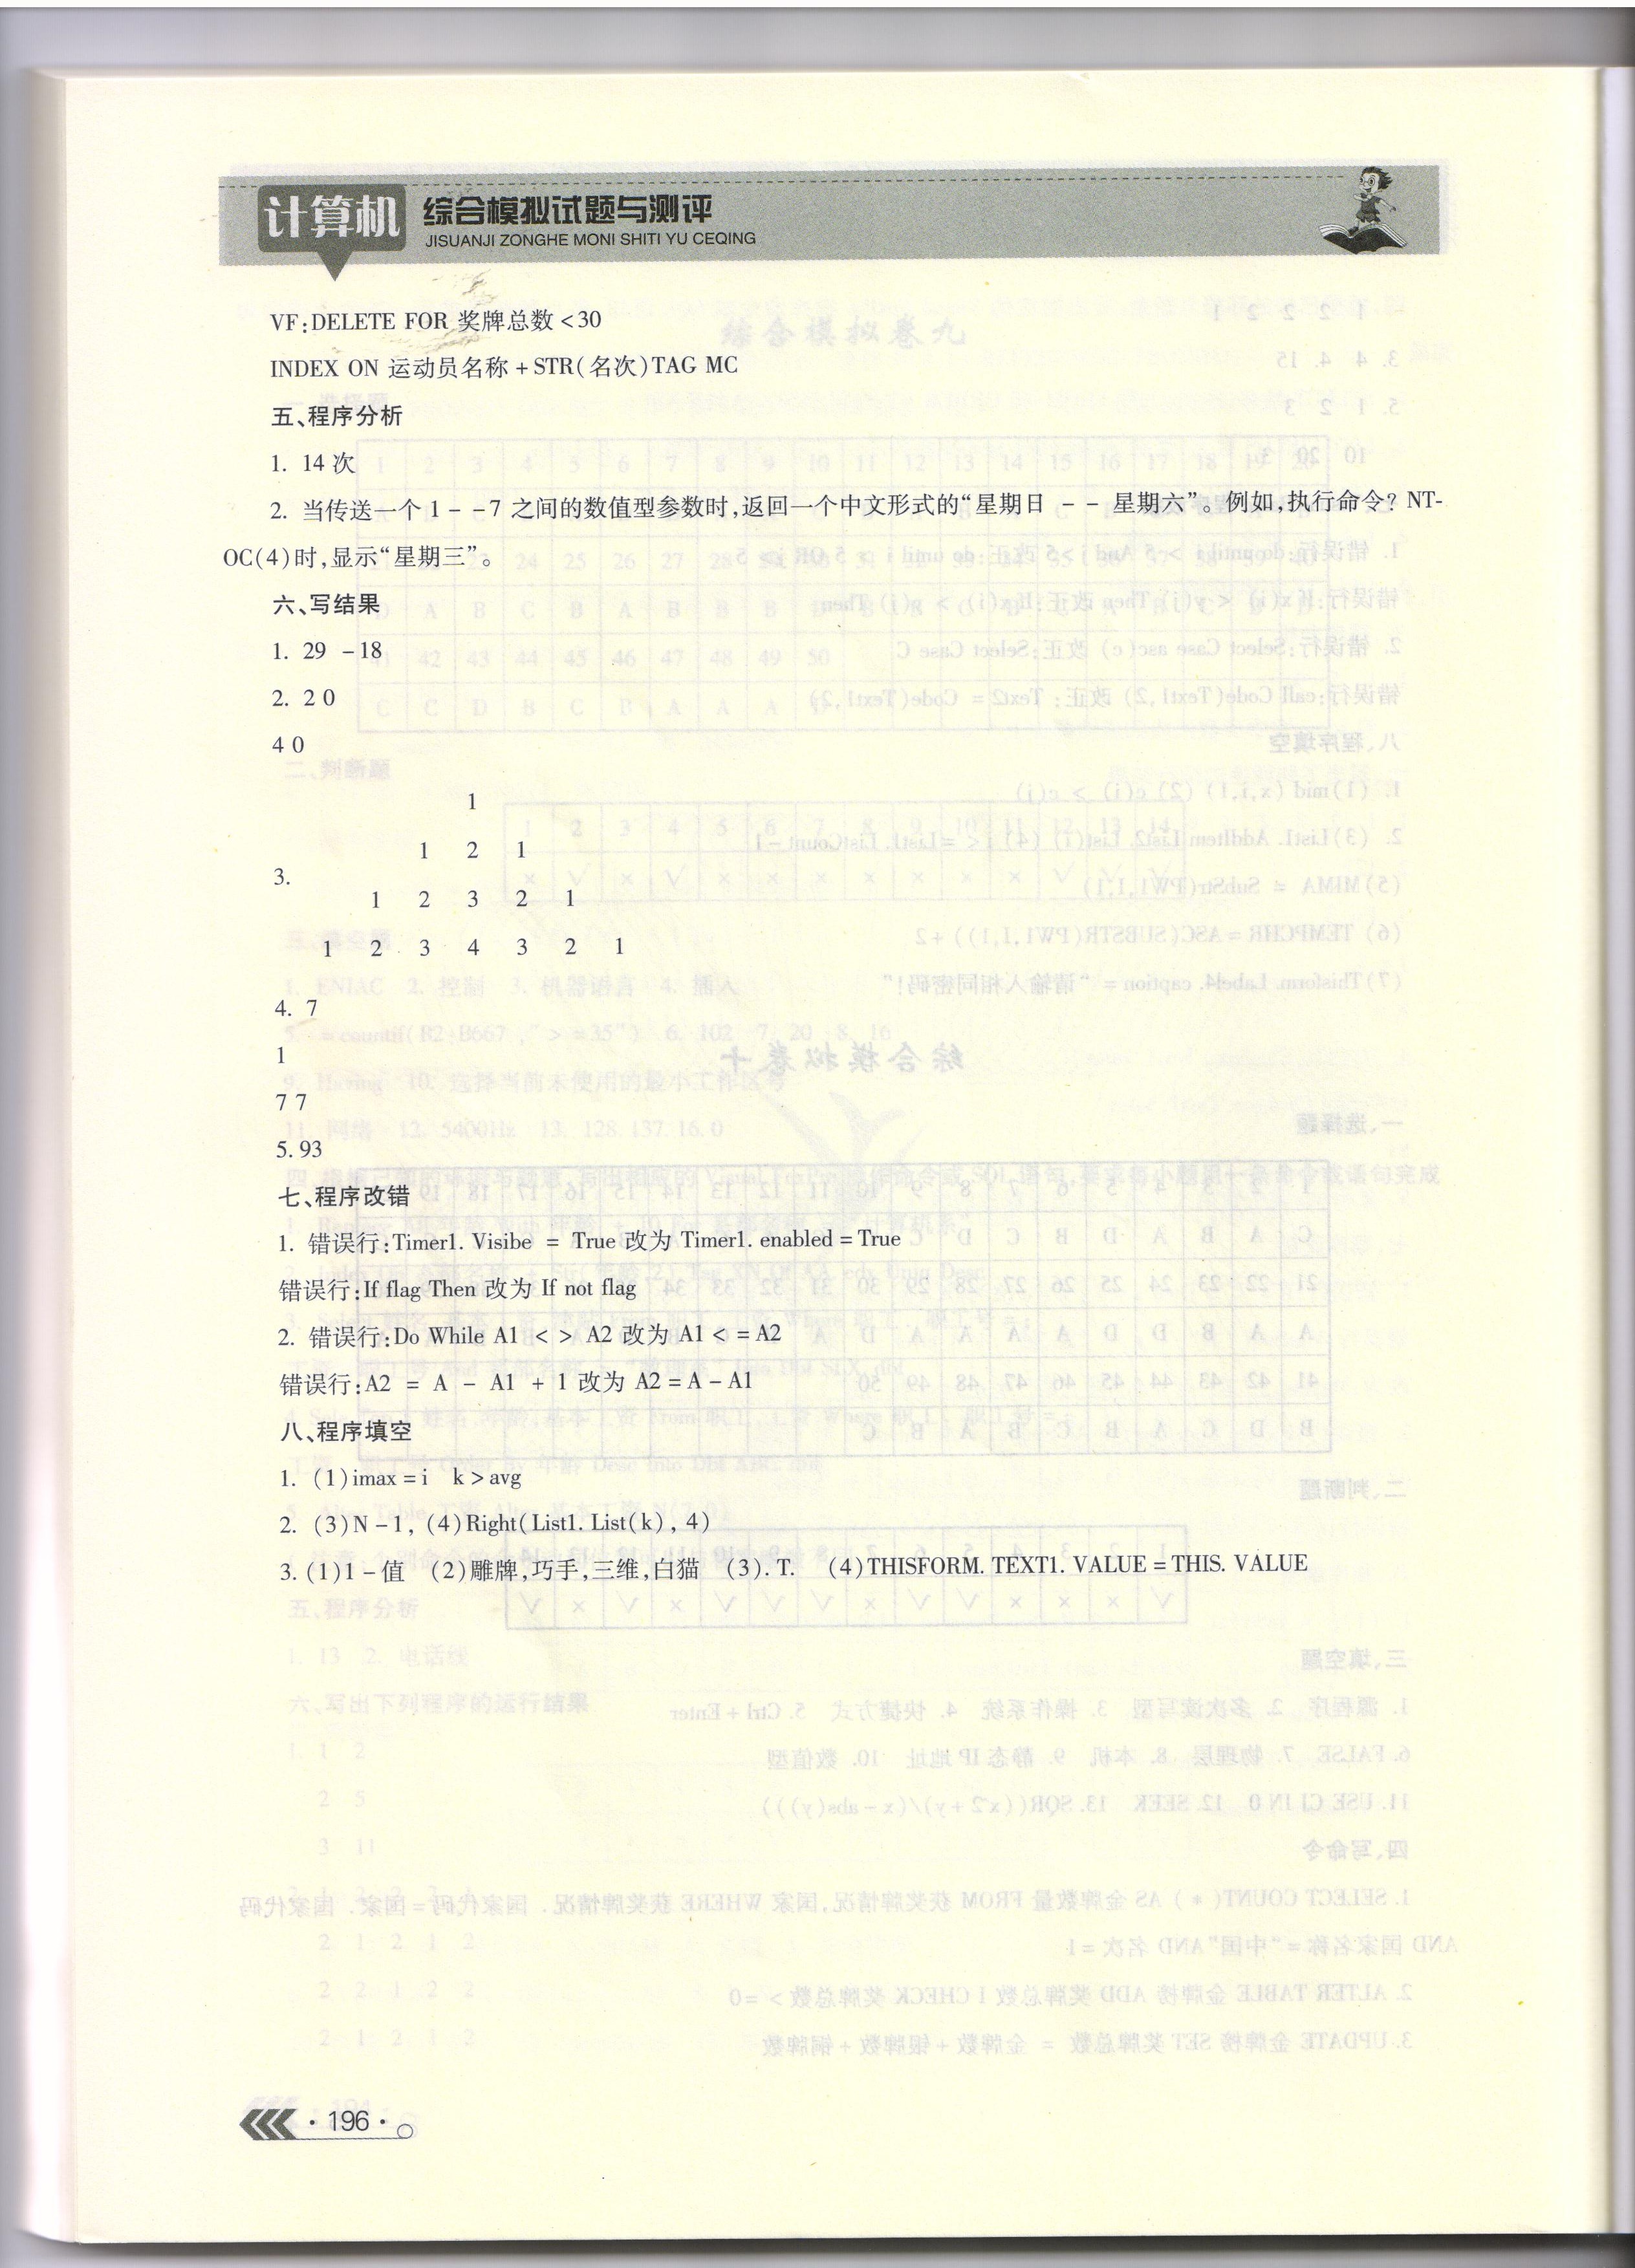 计算机 综合模拟试题与测评
JISUANJI ZONGHE MONI SHITI YU CEQING
VF:DELETE FOR 奖牌总数<30
INDEX ON 运动员名称+STR(名次)TAG MC
五、程序分析
1. 14次
2. 当传送一个 1--7 之间的数值型参数时,返回一个中文形式的“星期日 -- 星期六”。例如,执行命令? NT-
OC(4)时,显示“星期三”。
六、写结果
1. 29 -18
2. 2 0
4 0
1
1 2 1
3.
1 2 3 2 1
1 2 3 4 3 2 1
4. 7
1
7 7
5. 93
七、程序改错
1. 错误行:Timer1. Visibe = True 改为 Timer1. enabled=True
错误行:If flag Then 改为 If not flag
2. 错误行:Do While A1 <> A2 改为 A1<=A2
错误行:A2 = A - A1 + 1 改为 A2=A-A1
八、程序填空
1. (1)imax=i k>avg
2. (3)N-1, (4)Right(List1. List(k), 4)
3. (1)1-值 (2)雕牌,巧手,三维,白猫 (3). T. (4)THISFORM. TEXT1. VALUE=THIS. VALUE
·196·